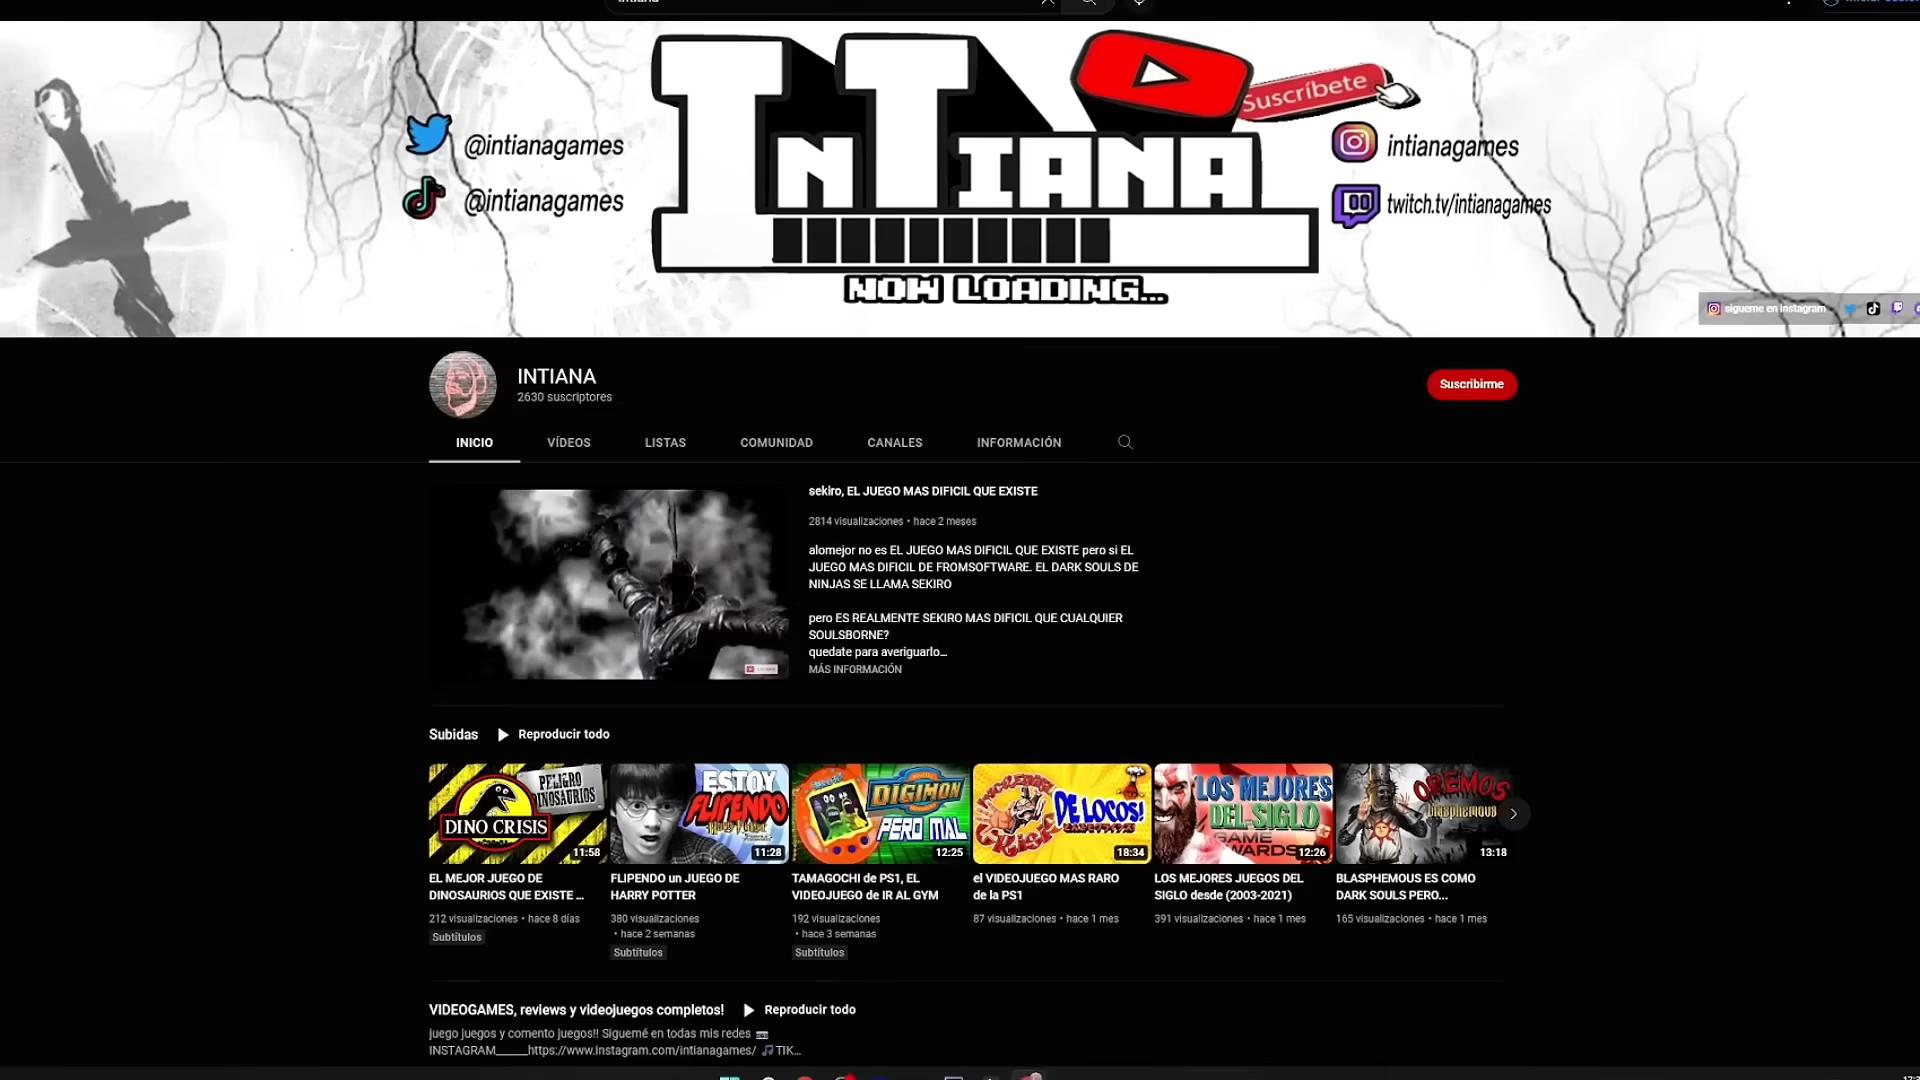 Suscríbete
@intianagames
intianagames
INTIANA
@intianagames
twitch.tv/intianagames
NOW LOADING...
sigueme en instagram
INTIANA
2630 suscriptores
Suscribirme
INICIO
VÍDEOS
LISTAS
COMUNIDAD
CANALES
INFORMACIÓN
sekiro, EL JUEGO MAS DIFICIL QUE EXISTE
2814 visualizaciones • hace 2 meses
alomejor no es EL JUEGO MAS DIFICIL QUE EXISTE pero si EL
JUEGO MAS DIFICIL DE FROMSOFTWARE. EL DARK SOULS DE
NINJAS SE LLAMA SEKIRO
pero ES REALMENTE SEKIRO MAS DIFICIL QUE CUALQUIER
SOULSBORNE?
quedate para averiguarlo...
MÁS INFORMACIÓN
Subidas
Reproducir todo
PELIGRO
DINOSAURIOS
DINO CRISIS
11:58
EL MEJOR JUEGO DE
DINOSAURIOS QUE EXISTE ...
212 visualizaciones • hace 8 días
Subtítulos
ESTOY
FLIPENDO
11:28
FLIPENDO un JUEGO DE
HARRY POTTER
380 visualizaciones
• hace 2 semanas
Subtítulos
DIGIMON
PERO MAL
12:25
TAMAGOCHI de PS1, EL
VIDEOJUEGO de IR AL GYM
192 visualizaciones
• hace 3 semanas
Subtítulos
DE LOCOS!
18:34
el VIDEOJUEGO MAS RARO
de la PS1
87 visualizaciones • hace 1 mes
LOS MEJORES
DEL SIGLO
GAME
AWARDS
12:26
LOS MEJORES JUEGOS DEL
SIGLO desde (2003-2021)
391 visualizaciones • hace 1 mes
OREMOS
blasphemous
13:18
BLASPHEMOUS ES COMO
DARK SOULS PERO...
165 visualizaciones • hace 1 mes
VIDEOGAMES, reviews y videojuegos completos!
Reproducir todo
juego juegos y comento juegos!! Siguemé en todas mis redes
INSTAGRAM______https://www.instagram.com/intianagames/ TIK...